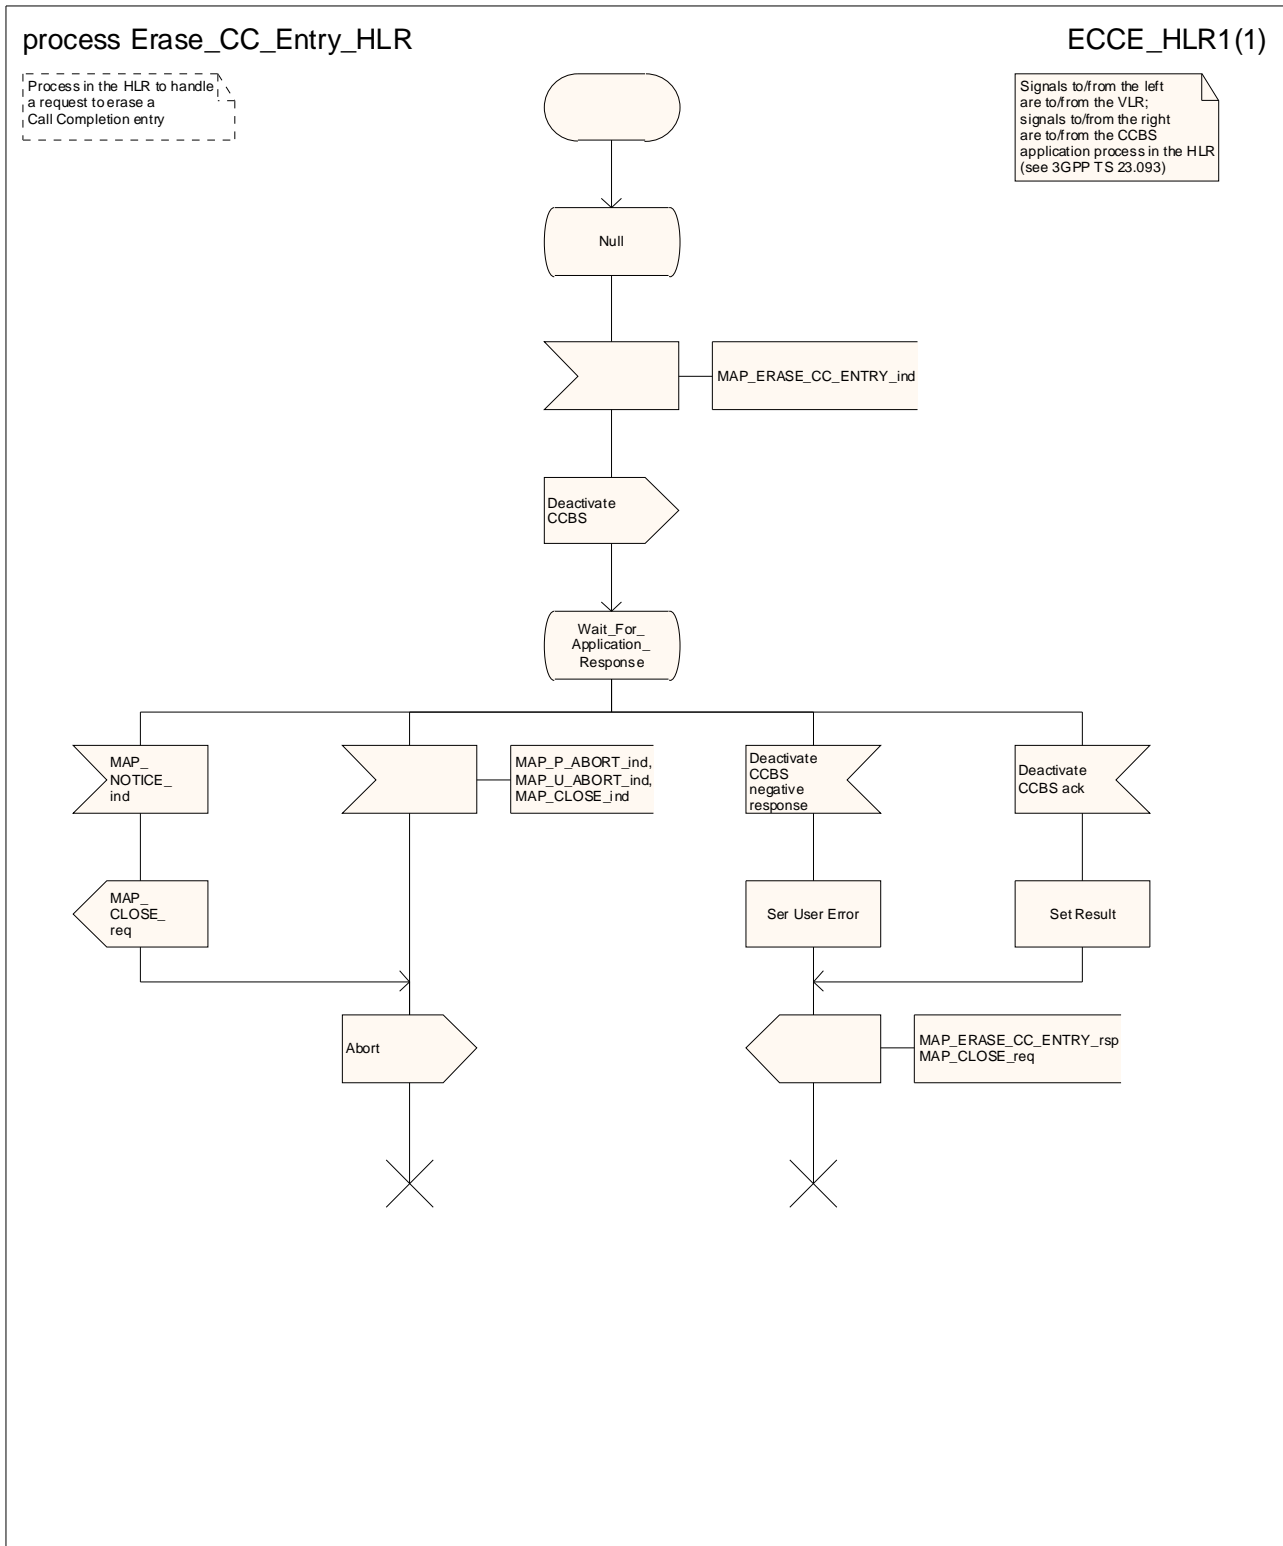 process Erase_CC_Entry_HLR
ECCE_HLR1(1)
Process in the HLR to handle
a request to erase a
Call Completion entry
Signals to/from the left
are to/from the VLR;
signals to/from the right
are to/from the CCBS
application process in the HLR
(see 3GPP TS 23.093)
Null
MAP_ERASE_CC_ENTRY_ind
Deactivate
CCBS
Wait_For_
Application_
Response
MAP_
NOTICE_
ind
MAP_P_ABORT_ind,
MAP_U_ABORT_ind,
MAP_CLOSE_ind
Deactivate
CCBS
negative
response
Deactivate
CCBS ack
MAP_
CLOSE_
req
Ser User Error
Set Result
Abort
MAP_ERASE_CC_ENTRY_rsp
MAP_CLOSE_req